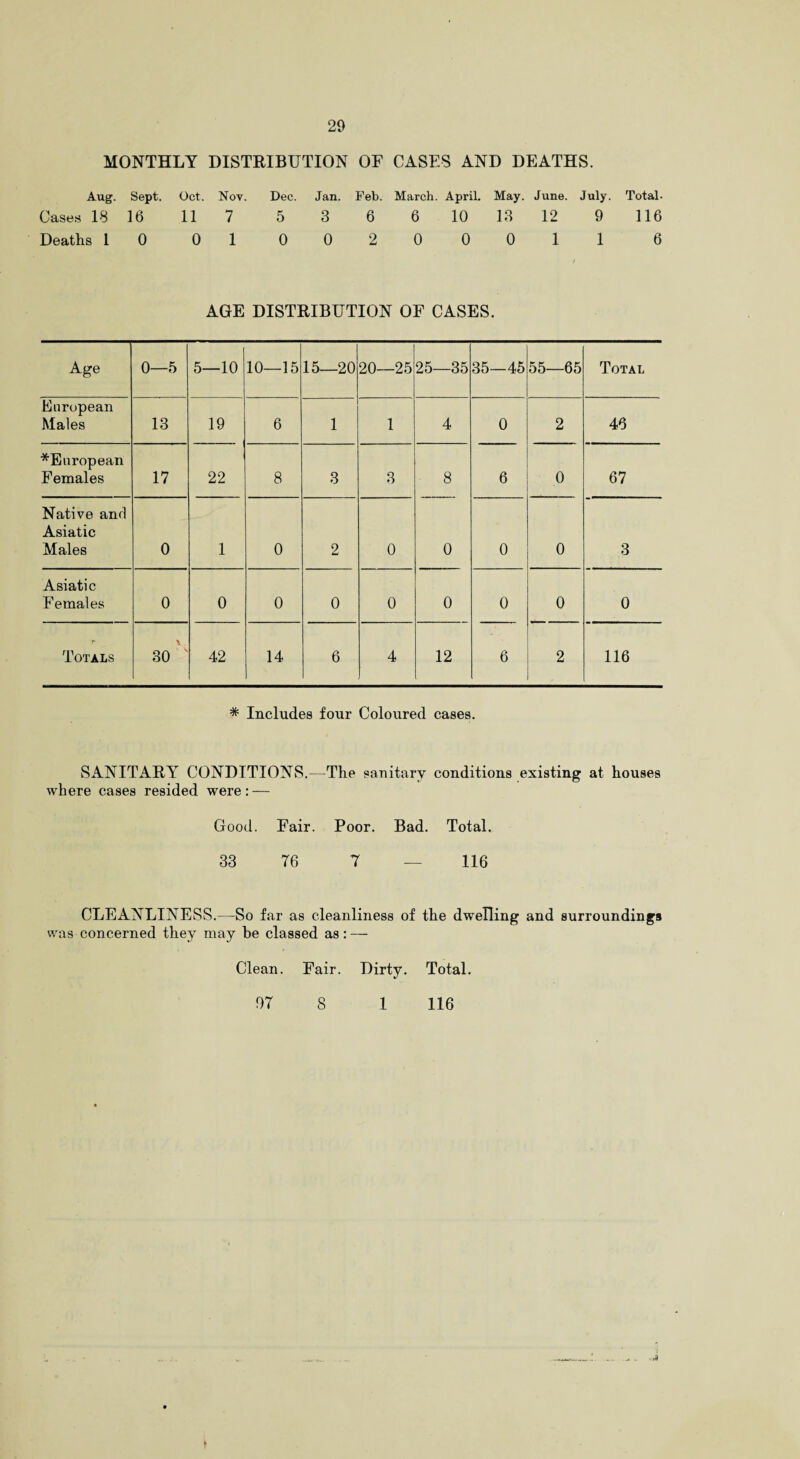 29
MONTHLY DISTRIBUTION OF CASES AND DEATHS.
Aug. Sept. Oct. Nov. Dec. Jan. Feb. March. April. May. June. July. Total.
Cases 18 16 11 7 5 3 6 6 10 13 12 9 116
Deaths 1 0 0 1 0 0 2 0 0 0 1 1 6
AGE DISTRIBUTION OF CASES.
Age 0—5 5—10 10—15 15—20 20—25 25—35 35—45 55—65 TOTAL
European
Males 13 19 6 1 1 4 0 2 46
*European
Females 17 22 8 3 3 8 6 0 67
Native and
Asiatic
Males 0 1 0 2 0 0 0 0 3
Asiatic
Females 0 0 0 0 0 0 0 0 0
TOTALS 30 42 14 6 4 12 6 2 116
* Includes four Coloured cases.
SANITARY CONDITIONS.—The sanitary conditions existing at houses
where cases resided were:—
Good. Fair. Poor. Bad. Total.
33 76 7 — 116
CLEANLINESS.—So far as cleanliness of the dwelling and surroundings
was concerned they may be classed as:—
Clean. Fair. Dirty. Total.
97 8 1 116